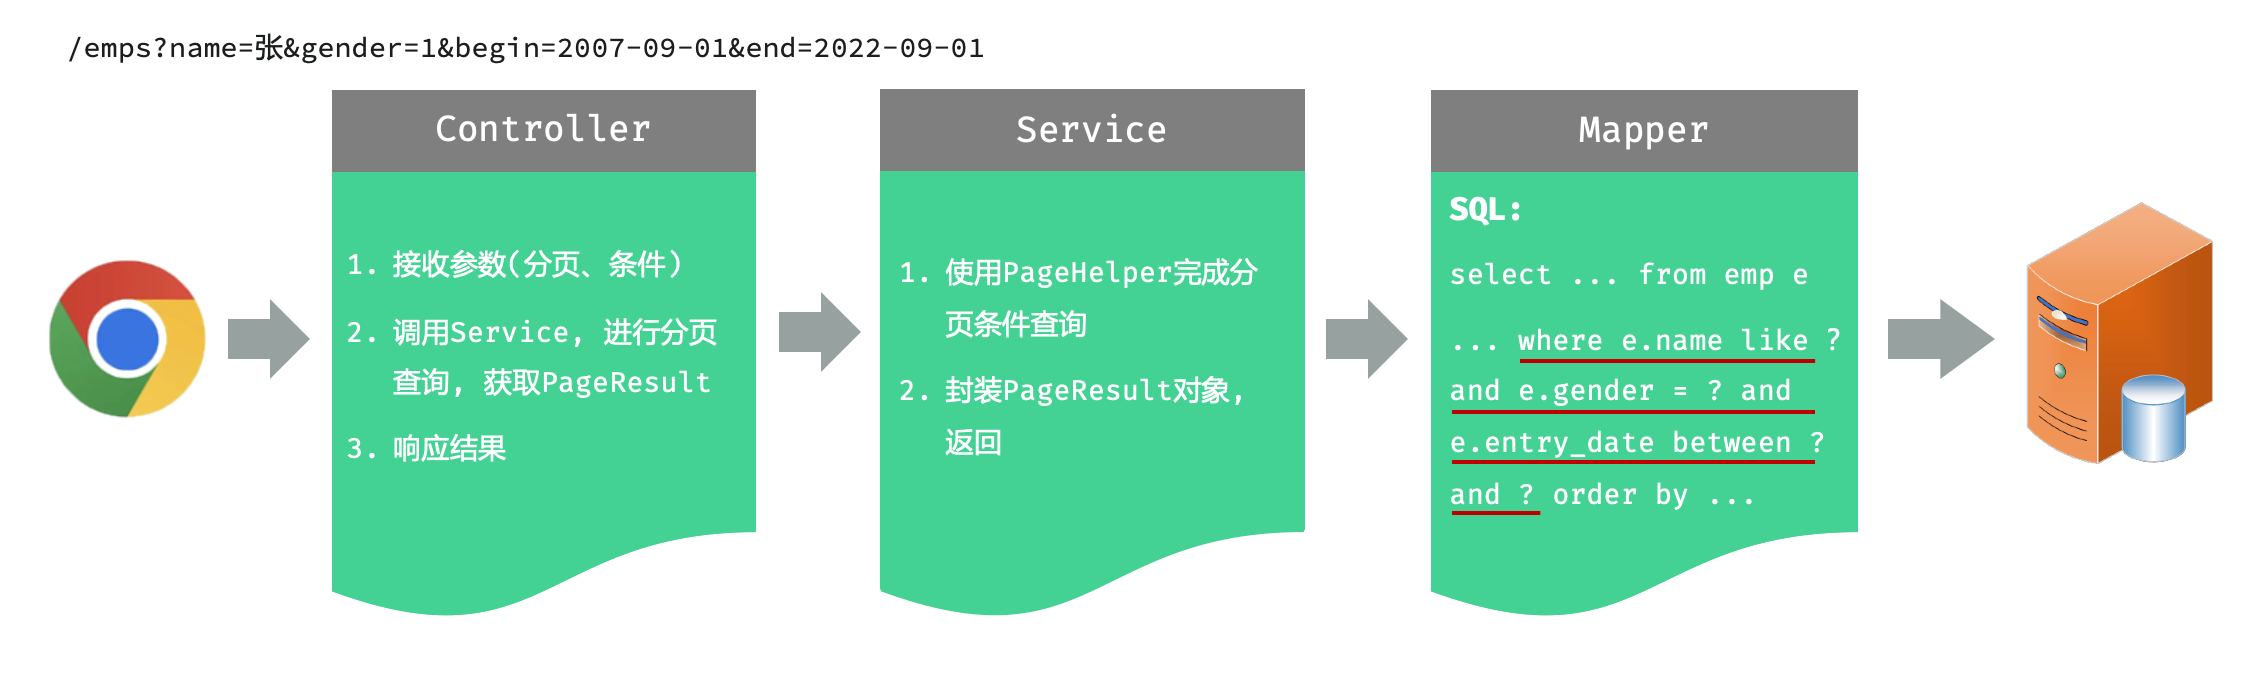 /emps?name=张&gender=1&begin=2007-09-01&end=2022-09-01
Controller
1. 接收参数(分页、条件)
2. 调用Service, 进行分页
查询, 获取PageResult
3. 响应结果
Service
1. 使用PageHelper完成分
页条件查询
2. 封装PageResult对象,
返回
Mapper
SQL:
select ... from emp e
... where e.name like ?
and e.gender = ? and
e.entry_date between ?
and ? order by ...